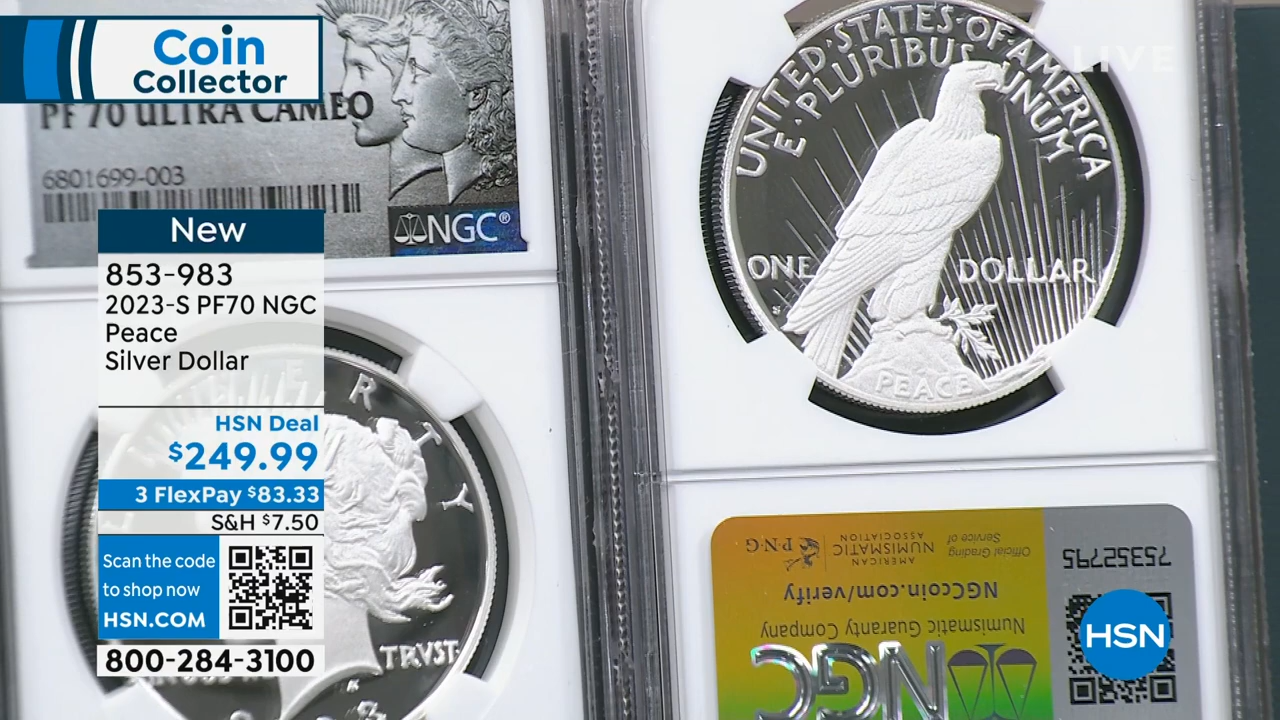 Coin
Collector
PF 70 ULTRA CAMEO
6801699-003
NGC®
New
853-983
2023-S PF70 NGC
Peace
Silver Dollar
HSN Deal
$249.99
3 FlexPay $83.33
S&H $7.50
Scan the code
to shop now
HSN.COM
800-284-3100
E R T Y
TRVST
LIVE
UNITED·STATES·OF·AMERICA
E·PLURIBUS UNUM
ONE DOLLAR
S
PEACE
75352795
Official Grading
Service of
AMERICAN
NUMISMATIC
ASSOCIATION
PNG
NGCcoin.com/verify
Numismatic Guaranty Company
NGC
HSN